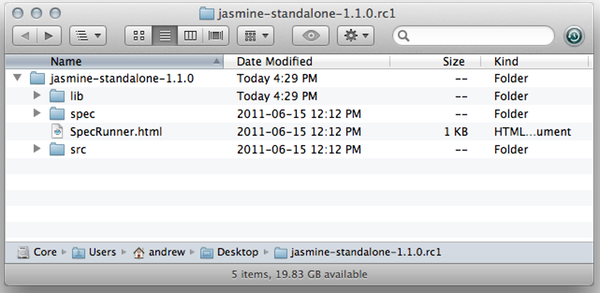 jasmine-standalone-1.1.0.rc1
Name Date Modified Size Kind
jasmine-standalone-1.1.0 Today 4:29 PM -- Folder
lib Today 4:29 PM -- Folder
spec 2011-06-15 12:12 PM -- Folder
SpecRunner.html 2011-06-15 12:12 PM 1 KB HTML...ument
src 2011-06-15 12:12 PM -- Folder
Core Users andrew Desktop jasmine-standalone-1.1.0.rc1
5 items, 19.83 GB available